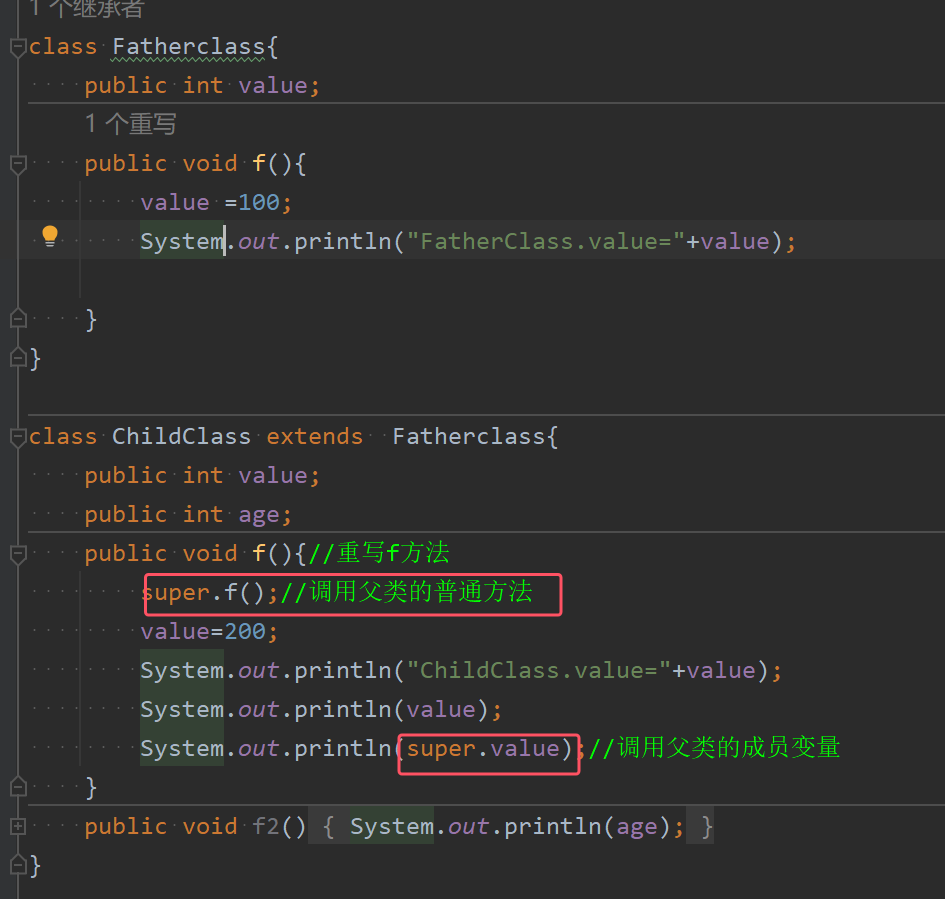 1 个继承者
class Fatherclass{
public int value;
1 个重写
public void f(){
value =100;
System.out.println("FatherClass.value="+value);
}
}
class ChildClass extends Fatherclass{
public int value;
public int age;
public void f(){//重写f方法
super.f();//调用父类的普通方法
value=200;
System.out.println("ChildClass.value="+value);
System.out.println(value);
System.out.println(super.value);//调用父类的成员变量
}
public void f2() { System.out.println(age); }
}